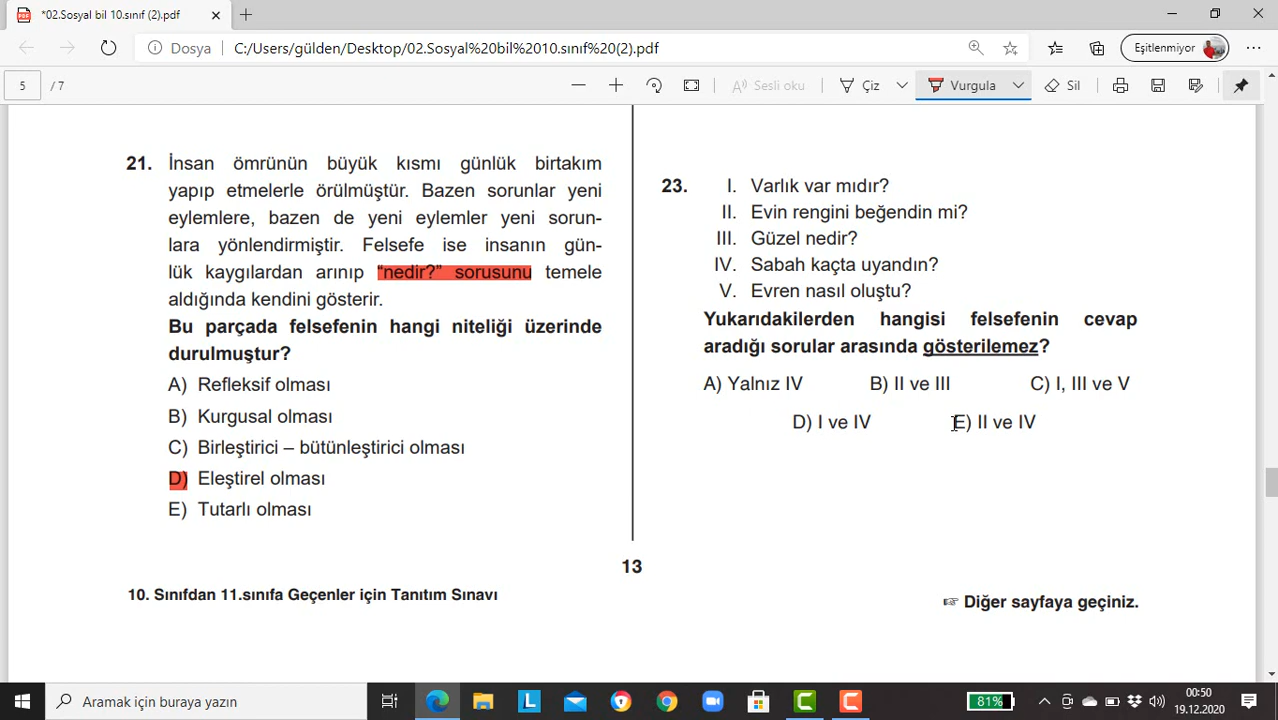 *02.Sosyal bil 10.sınıf (2).pdf
Dosya
C:/Users/gülden/Desktop/02.Sosyal%20bil%2010.sınıf%20(2).pdf
Eşitlenmiyor
5 /7
Sesli oku
Çiz
Vurgula
Sil
21. İnsan ömrünün büyük kısmı günlük birtakım
yapıp etmelerle örülmüştür. Bazen sorunlar yeni
eylemlere, bazen de yeni eylemler yeni sorun-
lara yönlendirmiştir. Felsefe ise insanın gün-
lük kaygılardan arınıp “nedir?” sorusunu temele
aldığında kendini gösterir.
Bu parçada felsefenin hangi niteliği üzerinde
durulmuştur?
A) Refleksif olması
B) Kurgusal olması
C) Birleştirici – bütünleştirici olması
D) Eleştirel olması
E) Tutarlı olması
23. I. Varlık var mıdır?
II. Evin rengini beğendin mi?
III. Güzel nedir?
IV. Sabah kaçta uyandın?
V. Evren nasıl oluştu?
Yukarıdakilerden hangisi felsefenin cevap
aradığı sorular arasında gösterilemez?
A) Yalnız IV B) II ve III C) I, III ve V
D) I ve IV E) II ve IV
13
10. Sınıfdan 11.sınıfa Geçenler için Tanıtım Sınavı
☞ Diğer sayfaya geçiniz.
Aramak için buraya yazın
81%
00:50
19.12.2020